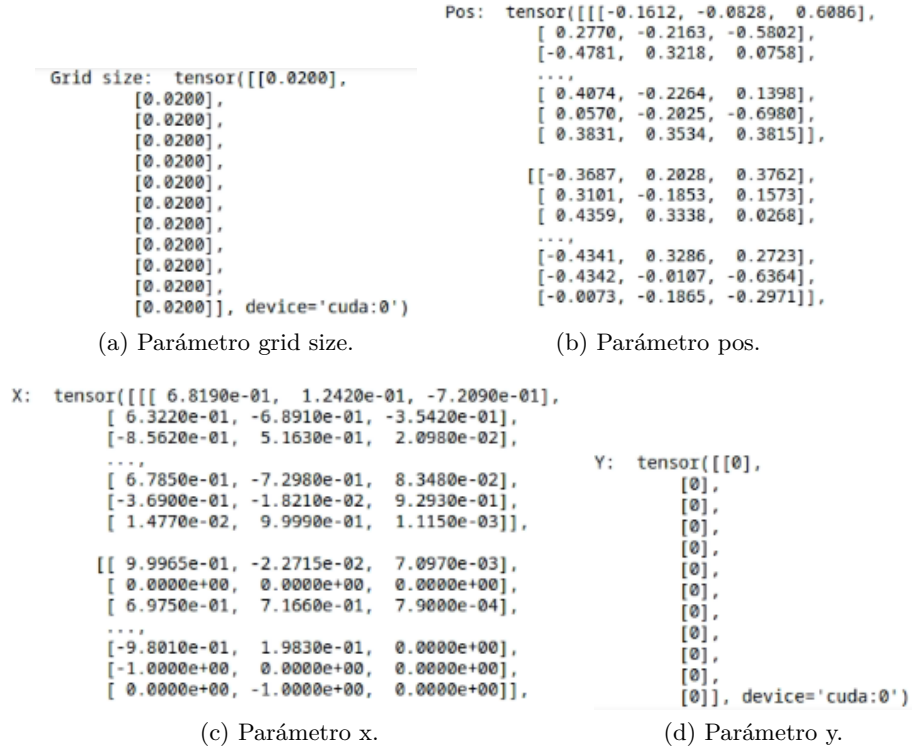 Grid size:  tensor([[0.0200],
[0.0200],
[0.0200],
[0.0200],
[0.0200],
[0.0200],
[0.0200],
[0.0200],
[0.0200],
[0.0200],
[0.0200],
[0.0200]], device='cuda:0')
(a) Parámetro grid size.
Pos:  tensor([[[-0.1612, -0.0828,  0.6086],
[ 0.2770, -0.2163, -0.5802],
[-0.4781,  0.3218,  0.0758],
...,
[ 0.4074, -0.2264,  0.1398],
[ 0.0570, -0.2025, -0.6980],
[ 0.3831,  0.3534,  0.3815]],
[[-0.3687,  0.2028,  0.3762],
[ 0.3101, -0.1853,  0.1573],
[ 0.4359,  0.3338,  0.0268],
...,
[-0.4341,  0.3286,  0.2723],
[-0.4342, -0.0107, -0.6364],
[-0.0073, -0.1865, -0.2971]],
(b) Parámetro pos.
X:  tensor([[[ 6.8190e-01,  1.2420e-01, -7.2090e-01],
[ 6.3220e-01, -6.8910e-01, -3.5420e-01],
[-8.5620e-01,  5.1630e-01,  2.0980e-02],
...,
[ 6.7850e-01, -7.2980e-01,  8.3480e-02],
[-3.6900e-01, -1.8210e-02,  9.2930e-01],
[ 1.4770e-02,  9.9990e-01,  1.1150e-03]],
[[ 9.9965e-01, -2.2715e-02,  7.0970e-03],
[ 0.0000e+00,  0.0000e+00,  0.0000e+00],
[ 6.9750e-01,  7.1660e-01,  7.9000e-04],
...,
[-9.8010e-01,  1.9830e-01,  0.0000e+00],
[-1.0000e+00,  0.0000e+00,  0.0000e+00],
[ 0.0000e+00, -1.0000e+00,  0.0000e+00]],
(c) Parámetro x.
Y:  tensor([[0],
[0],
[0],
[0],
[0],
[0],
[0],
[0],
[0],
[0],
[0],
[0]], device='cuda:0')
(d) Parámetro y.